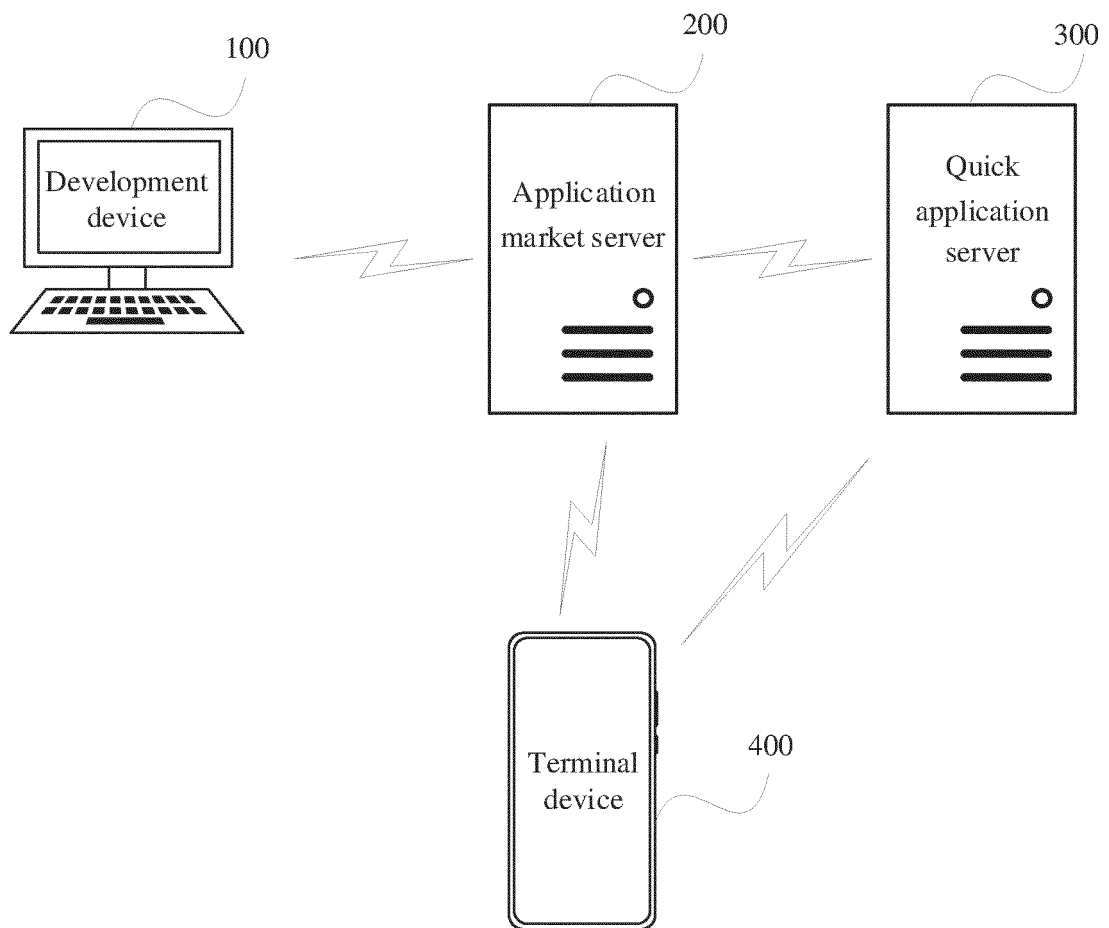 100
200
300
Development
device
Application
market server
Quick
application
server
Terminal
device
400